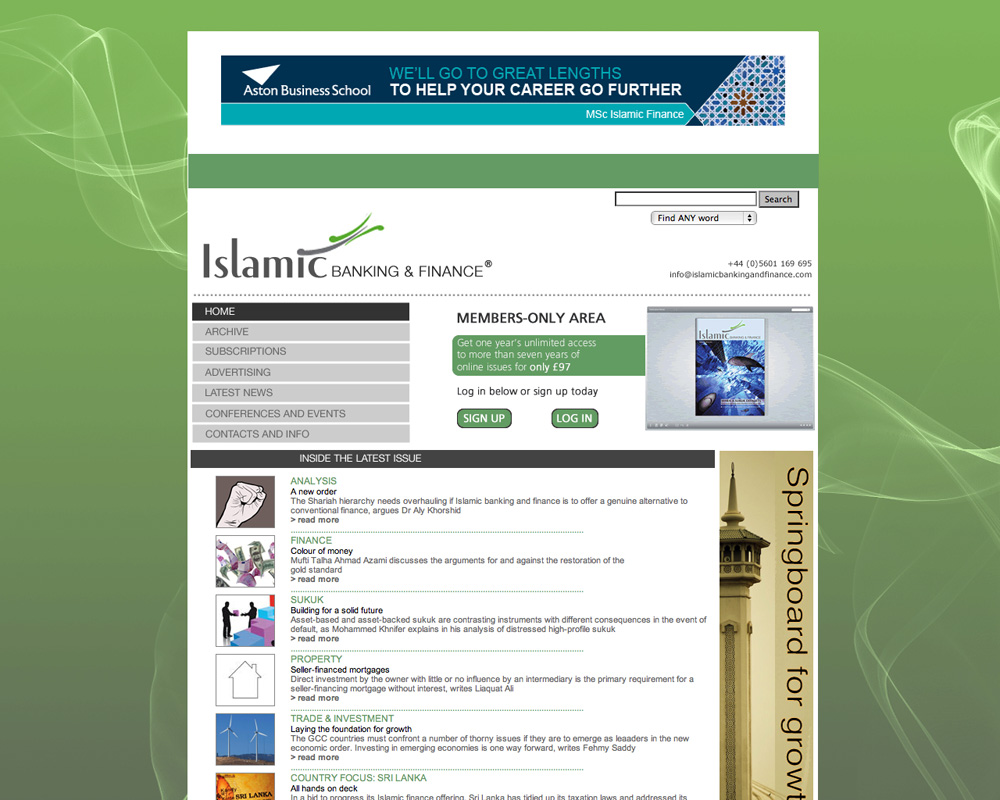 Aston Business School
WE'LL GO TO GREAT LENGTHS
TO HELP YOUR CAREER GO FURTHER
MSc Islamic Finance
Search
Find ANY word
Islamic BANKING & FINANCE®
+44 (0)5601 169 695
info@islamicbankingandfinance.com
HOME
ARCHIVE
SUBSCRIPTIONS
ADVERTISING
LATEST NEWS
CONFERENCES AND EVENTS
CONTACTS AND INFO
MEMBERS-ONLY AREA
Get one year's unlimited access
to more than seven years of
online issues for only £97
Log in below or sign up today
SIGN UP
LOG IN
Islamic BANKING & FINANCE
INSIDE THE LATEST ISSUE
ANALYSIS
A new order
The Shariah hierarchy needs overhauling if Islamic banking and finance is to offer a genuine alternative to
conventional finance, argues Dr Aly Khorshid
> read more
FINANCE
Colour of money
Mufti Talha Ahmad Azami discusses the arguments for and against the restoration of the
gold standard
> read more
SUKUK
Building for a solid future
Asset-based and asset-backed sukuk are contrasting instruments with different consequences in the event of
default, as Mohammed Khnifer explains in his analysis of distressed high-profile sukuk
> read more
PROPERTY
Seller-financed mortgages
Direct investment by the owner with little or no influence by an intermediary is the primary requirement for a
seller-financing mortgage without interest, writes Liaquat Ali
> read more
TRADE & INVESTMENT
Laying the foundation for growth
The GCC countries must confront a number of thorny issues if they are to emerge as leaaders in the new
economic order. Investing in emerging economies is one way forward, writes Fehmy Saddy
> read more
SRI LANKA
COUNTRY FOCUS: SRI LANKA
All hands on deck
In a bid to progress its Islamic finance offering, Sri Lanka has tidied up its taxation laws and addressed its
Springboard for growt